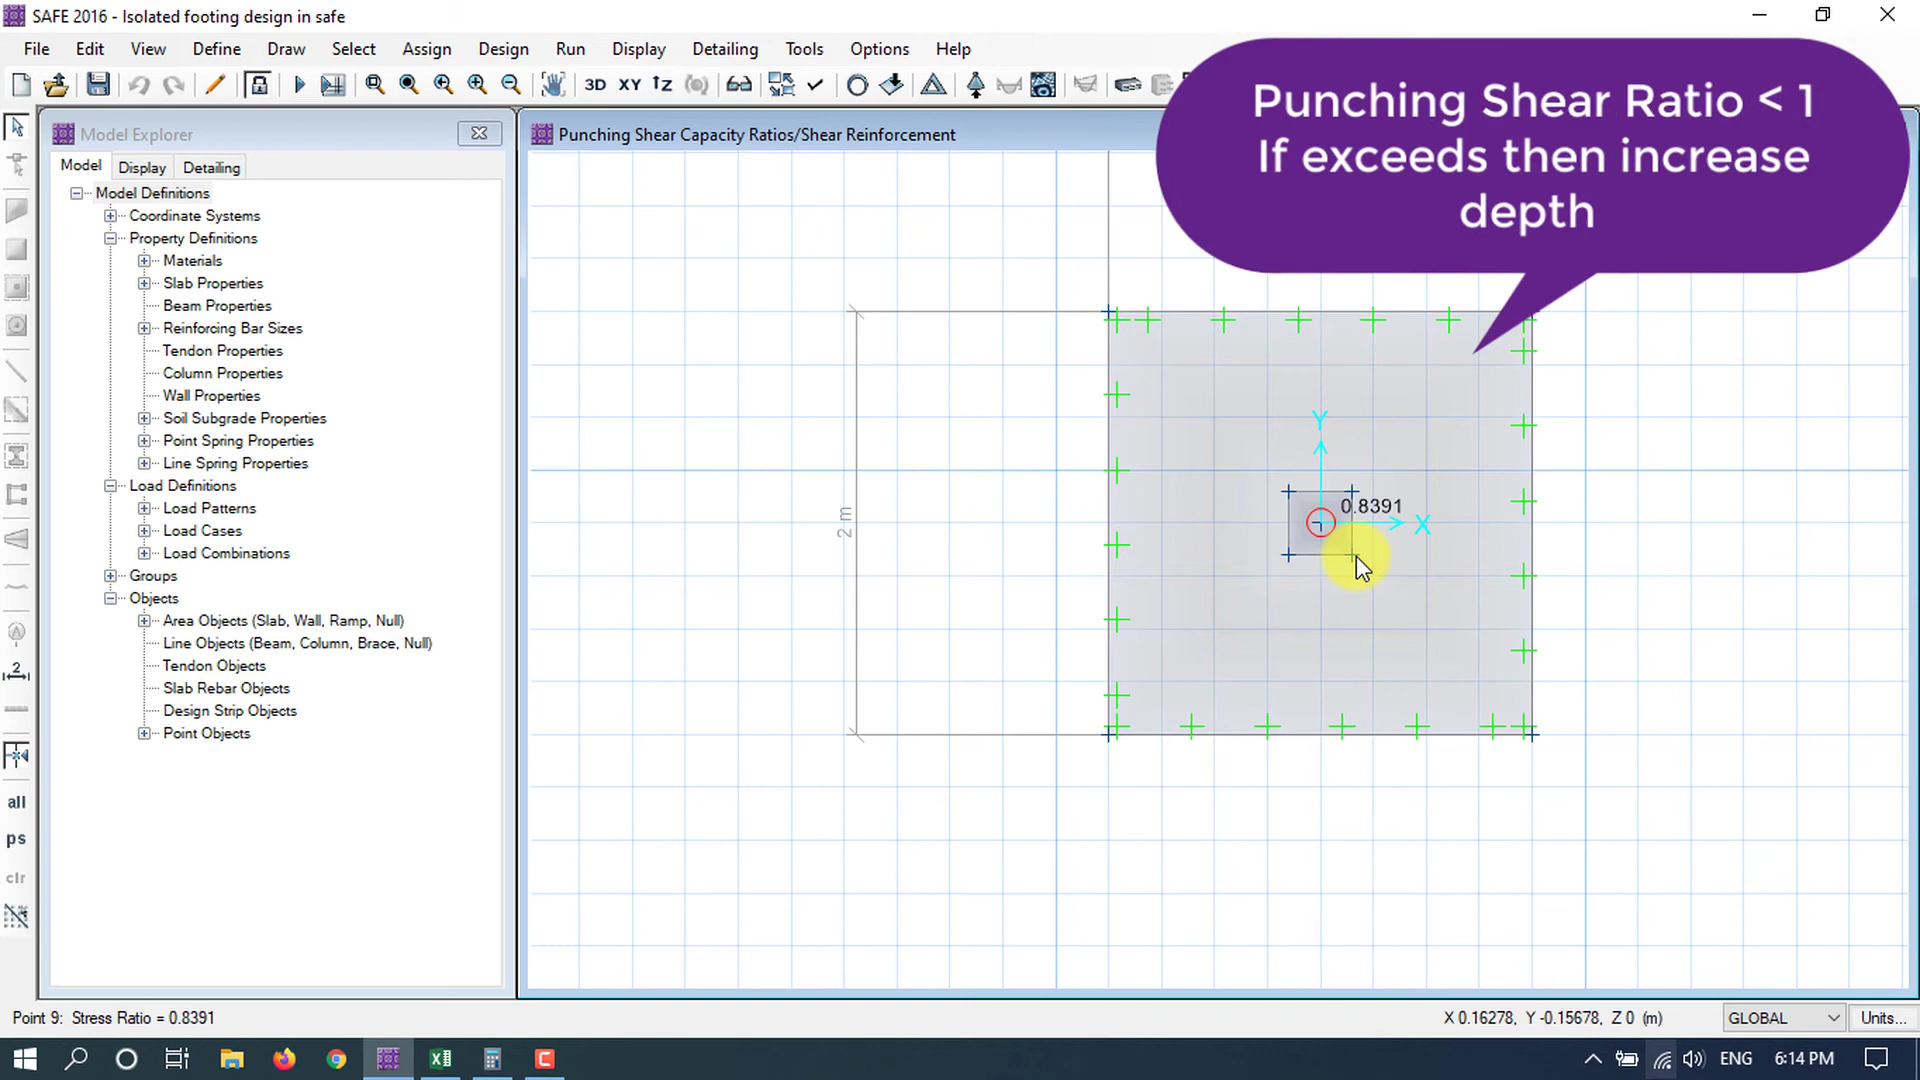 SAFE 2016 - Isolated footing design in safe
File Edit View Define Draw Select Assign Design Run Display Detailing Tools Options Help
3D XY
Punching Shear Ratio < 1
If exceeds then increase
depth
Model Explorer
Punching Shear Capacity Ratios/Shear Reinforcement
Model Display Detailing
Model Definitions
Coordinate Systems
Property Definitions
Materials
Slab Properties
Beam Properties
Reinforcing Bar Sizes
Tendon Properties
Column Properties
Wall Properties
Soil Subgrade Properties
Point Spring Properties
Line Spring Properties
Load Definitions
Load Patterns
Load Cases
Load Combinations
Groups
Objects
Area Objects (Slab, Wall, Ramp, Null)
Line Objects (Beam, Column, Brace, Null)
Tendon Objects
Slab Rebar Objects
Design Strip Objects
Point Objects
2
all
ps
clr
2 m
Y
0.8391
X
Point 9: Stress Ratio = 0.8391
X 0.16278, Y -0.15678, Z 0 (m)
GLOBAL
Units...
ENG
6:14 PM